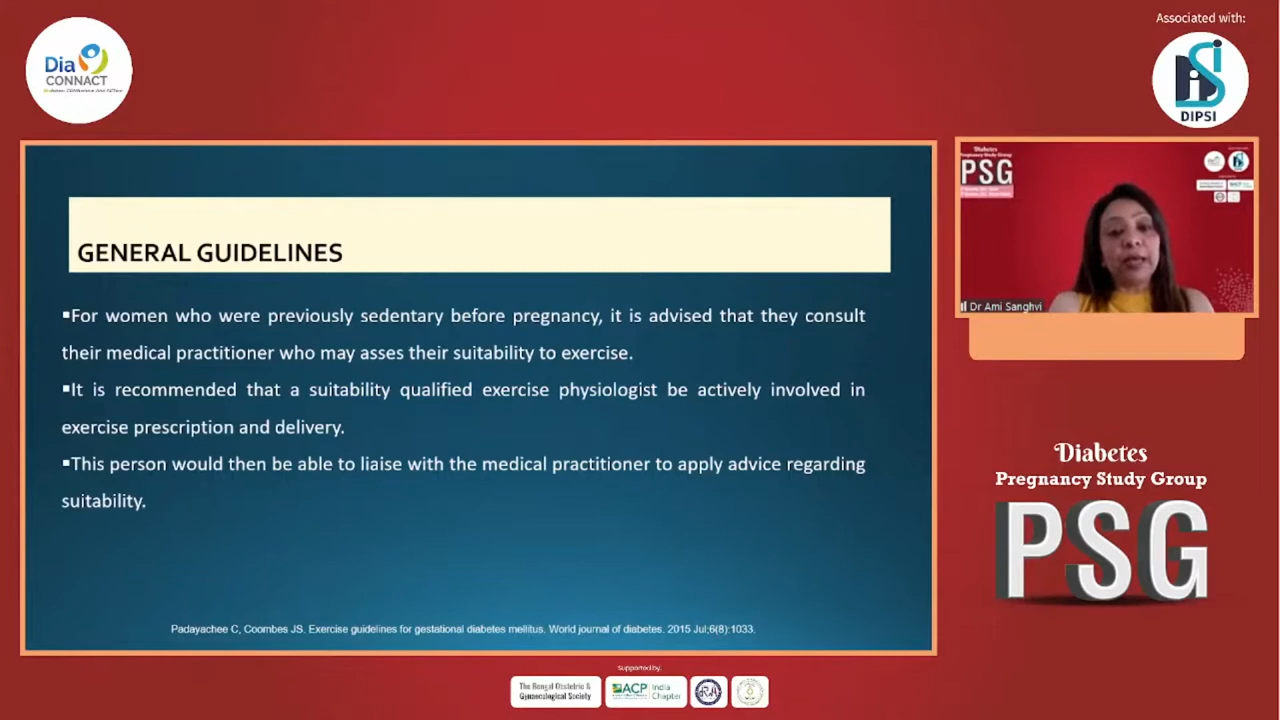 Dia
CONNACT
Associated with:
DIPSI
GENERAL GUIDELINES
▪For women who were previously sedentary before pregnancy, it is advised that they consult
their medical practitioner who may asses their suitability to exercise.
▪It is recommended that a suitability qualified exercise physiologist be actively involved in
exercise prescription and delivery.
▪This person would then be able to liaise with the medical practitioner to apply advice regarding
suitability.
Padayachee C, Coombes JS. Exercise guidelines for gestational diabetes mellitus. World journal of diabetes. 2015 Jul;6(8):1033.
Diabetes
Pregnancy Study Group
PSG
Dr Ami Sanghvi
Diabetes
Pregnancy Study Group
PSG
Supported by:
The Bengal Obstetric &
Gynaecological Society
ACP
India
Chapter